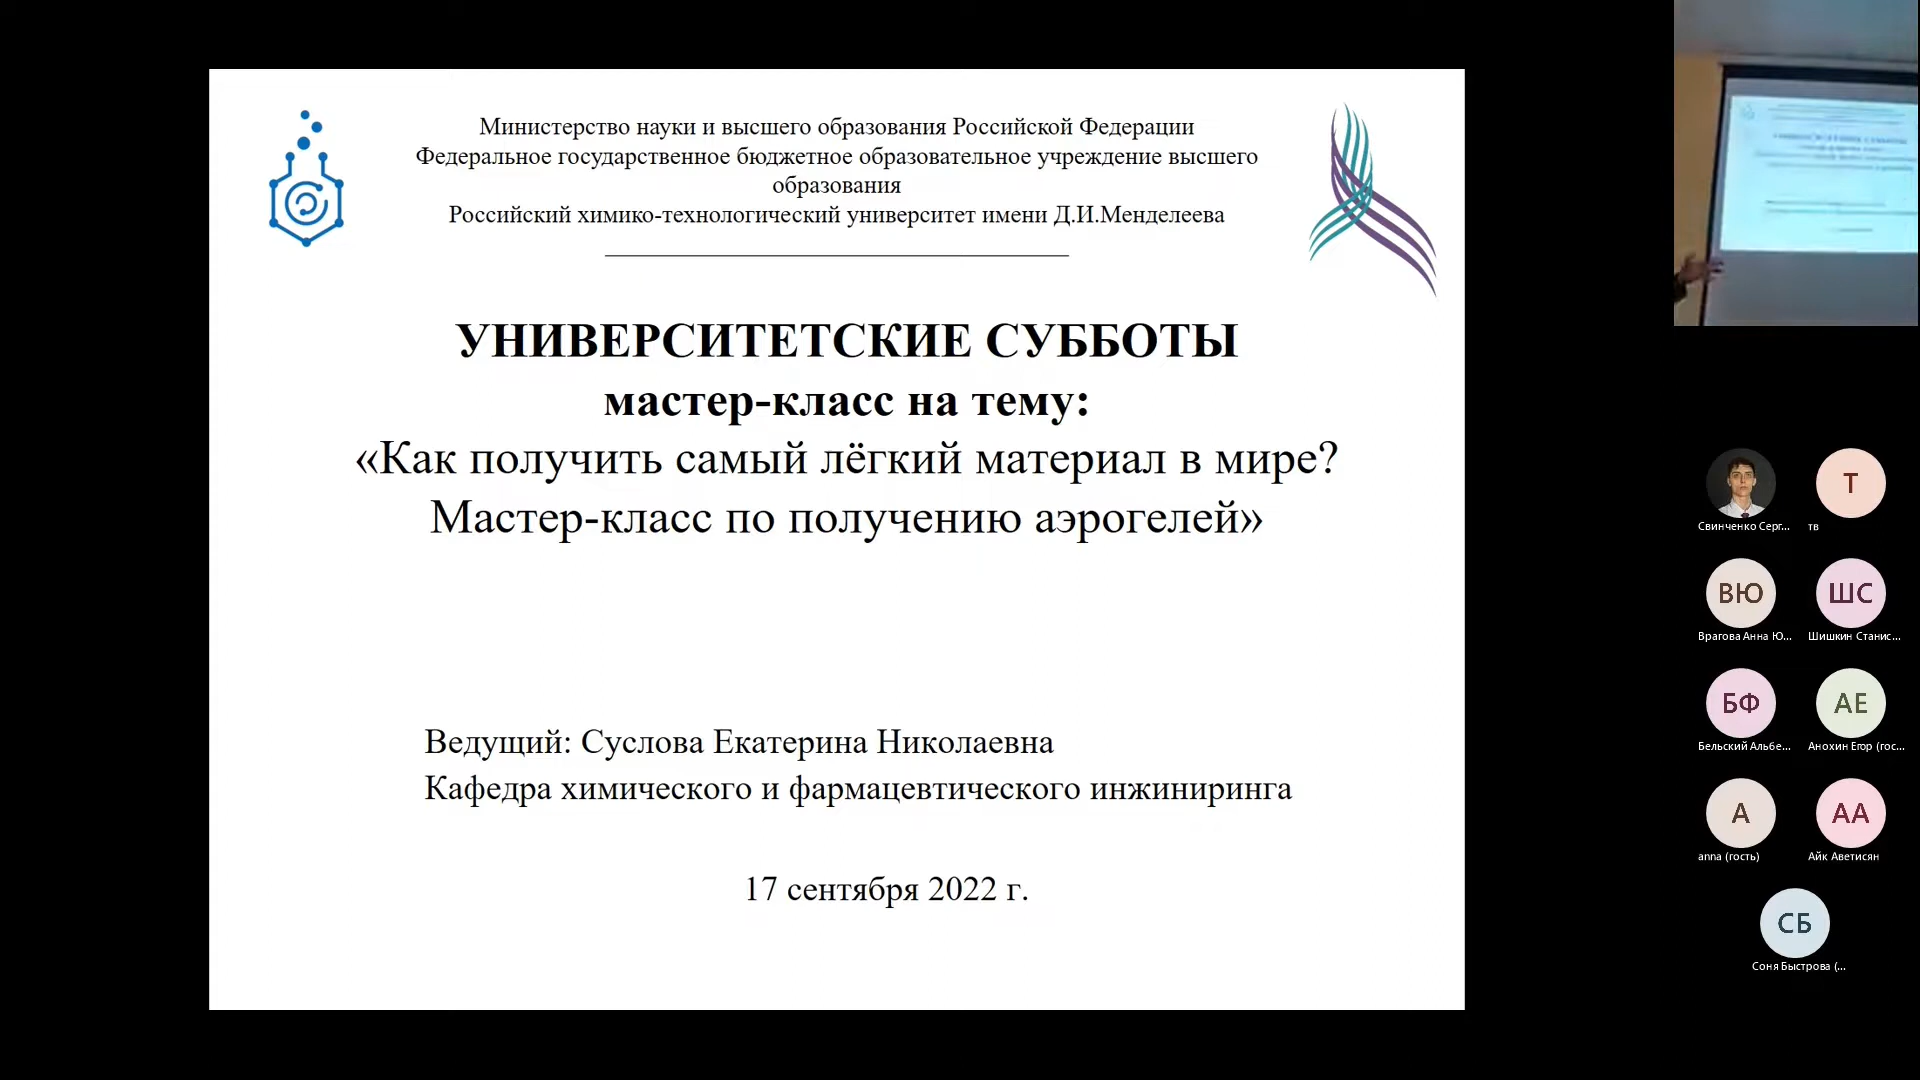 Министерство науки и высшего образования Российской Федерации
Федеральное государственное бюджетное образовательное учреждение высшего
образования
Российский химико-технологический университет имени Д.И.Менделеева
УНИВЕРСИТЕТСКИЕ СУББОТЫ
мастер-класс на тему:
«Как получить самый лёгкий материал в мире?
Мастер-класс по получению аэрогелей»
Ведущий: Суслова Екатерина Николаевна
Кафедра химического и фармацевтического инжиниринга
17 сентября 2022 г.
Свинченко Серг...
Т
тв
ВЮ
Врагова Анна Ю...
ШС
Шишкин Станис...
БФ
Бельский Альбе...
АЕ
Анохин Егор (гос...
А
anna (гость)
АА
Айк Аветисян
СБ
Соня Быстрова (...